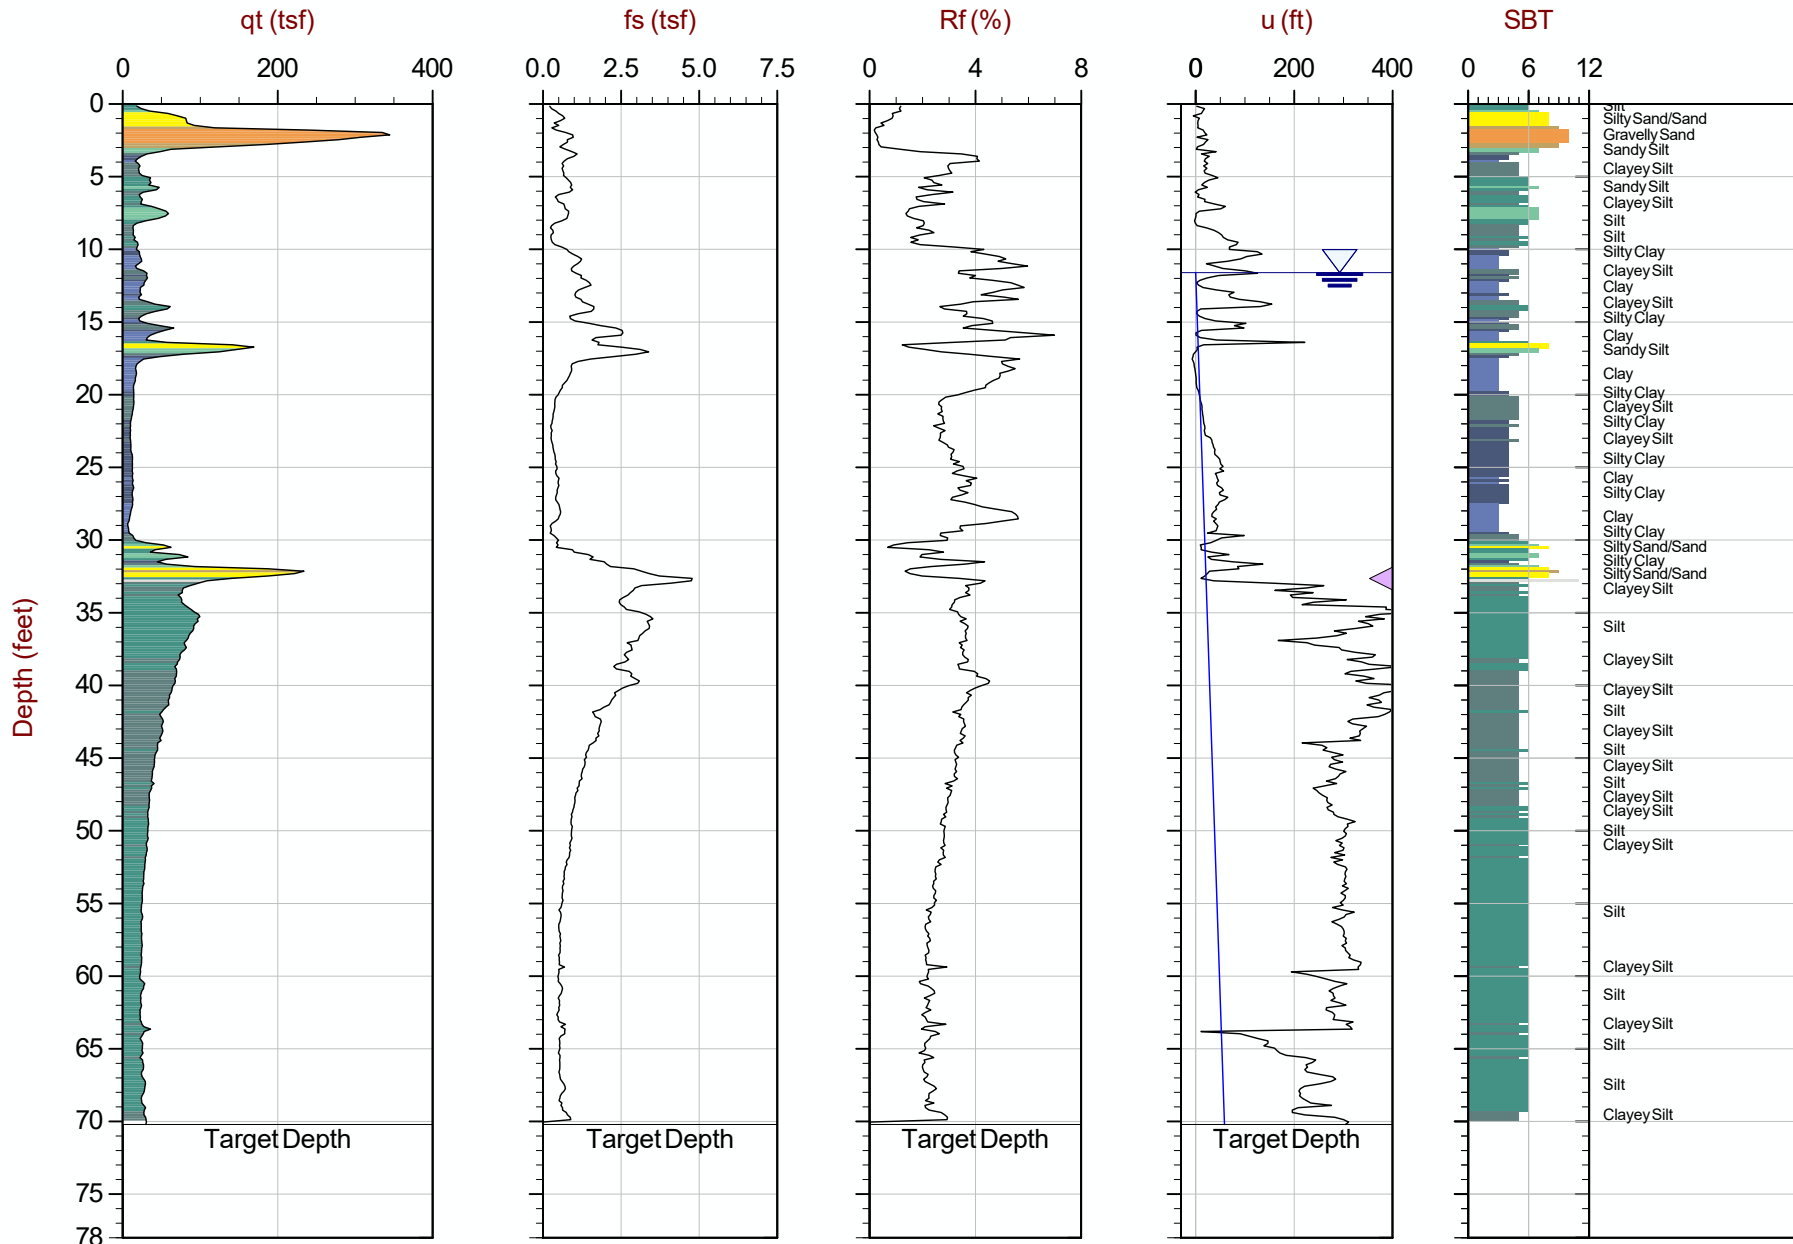 qt (tsf) fs (tsf) Rf (%) u (ft) SBT
0 200 400 0.0 2.5 5.0 7.5 0 4 8 0 200 400 0 6 12
Depth (feet)
0
5
10
15
20
25
30
35
40
45
50
55
60
65
70
75
78
Silt
Silty Sand/Sand
Gravelly Sand
Sandy Silt
Clayey Silt
Sandy Silt
Clayey Silt
Silt
Silt
Silty Clay
Clayey Silt
Clay
Clayey Silt
Silty Clay
Clay
Sandy Silt
Clay
Silty Clay
Clayey Silt
Silty Clay
Clayey Silt
Silty Clay
Clay
Silty Clay
Clay
Silty Clay
Silty Sand/Sand
Silty Clay
Silty Sand/Sand
Clayey Silt
Silt
Clayey Silt
Clayey Silt
Silt
Clayey Silt
Silt
Clayey Silt
Silt
Clayey Silt
Clayey Silt
Silt
Clayey Silt
Silt
Clayey Silt
Silt
Clayey Silt
Silt
Silt
Clayey Silt
Target Depth Target Depth Target Depth Target Depth